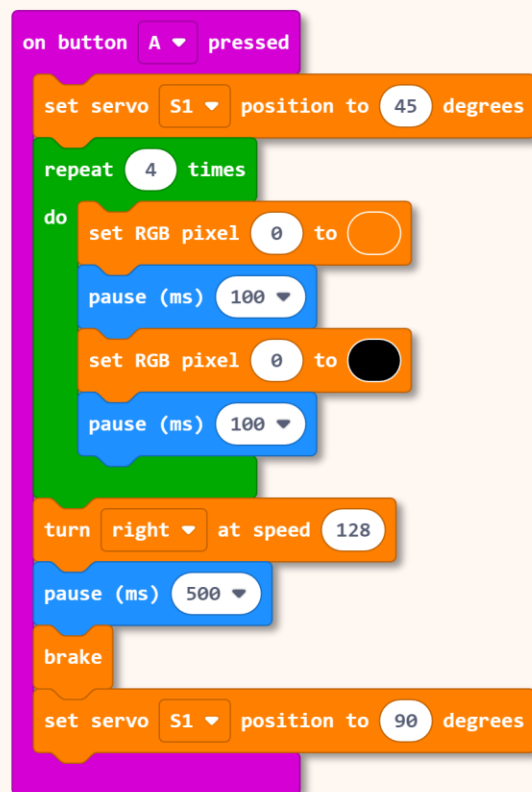 on button A pressed
set servo S1 position to 45 degrees
repeat 4 times
do
set RGB pixel 0 to
pause (ms) 100
set RGB pixel 0 to
pause (ms) 100
turn right at speed 128
pause (ms) 500
brake
set servo S1 position to 90 degrees